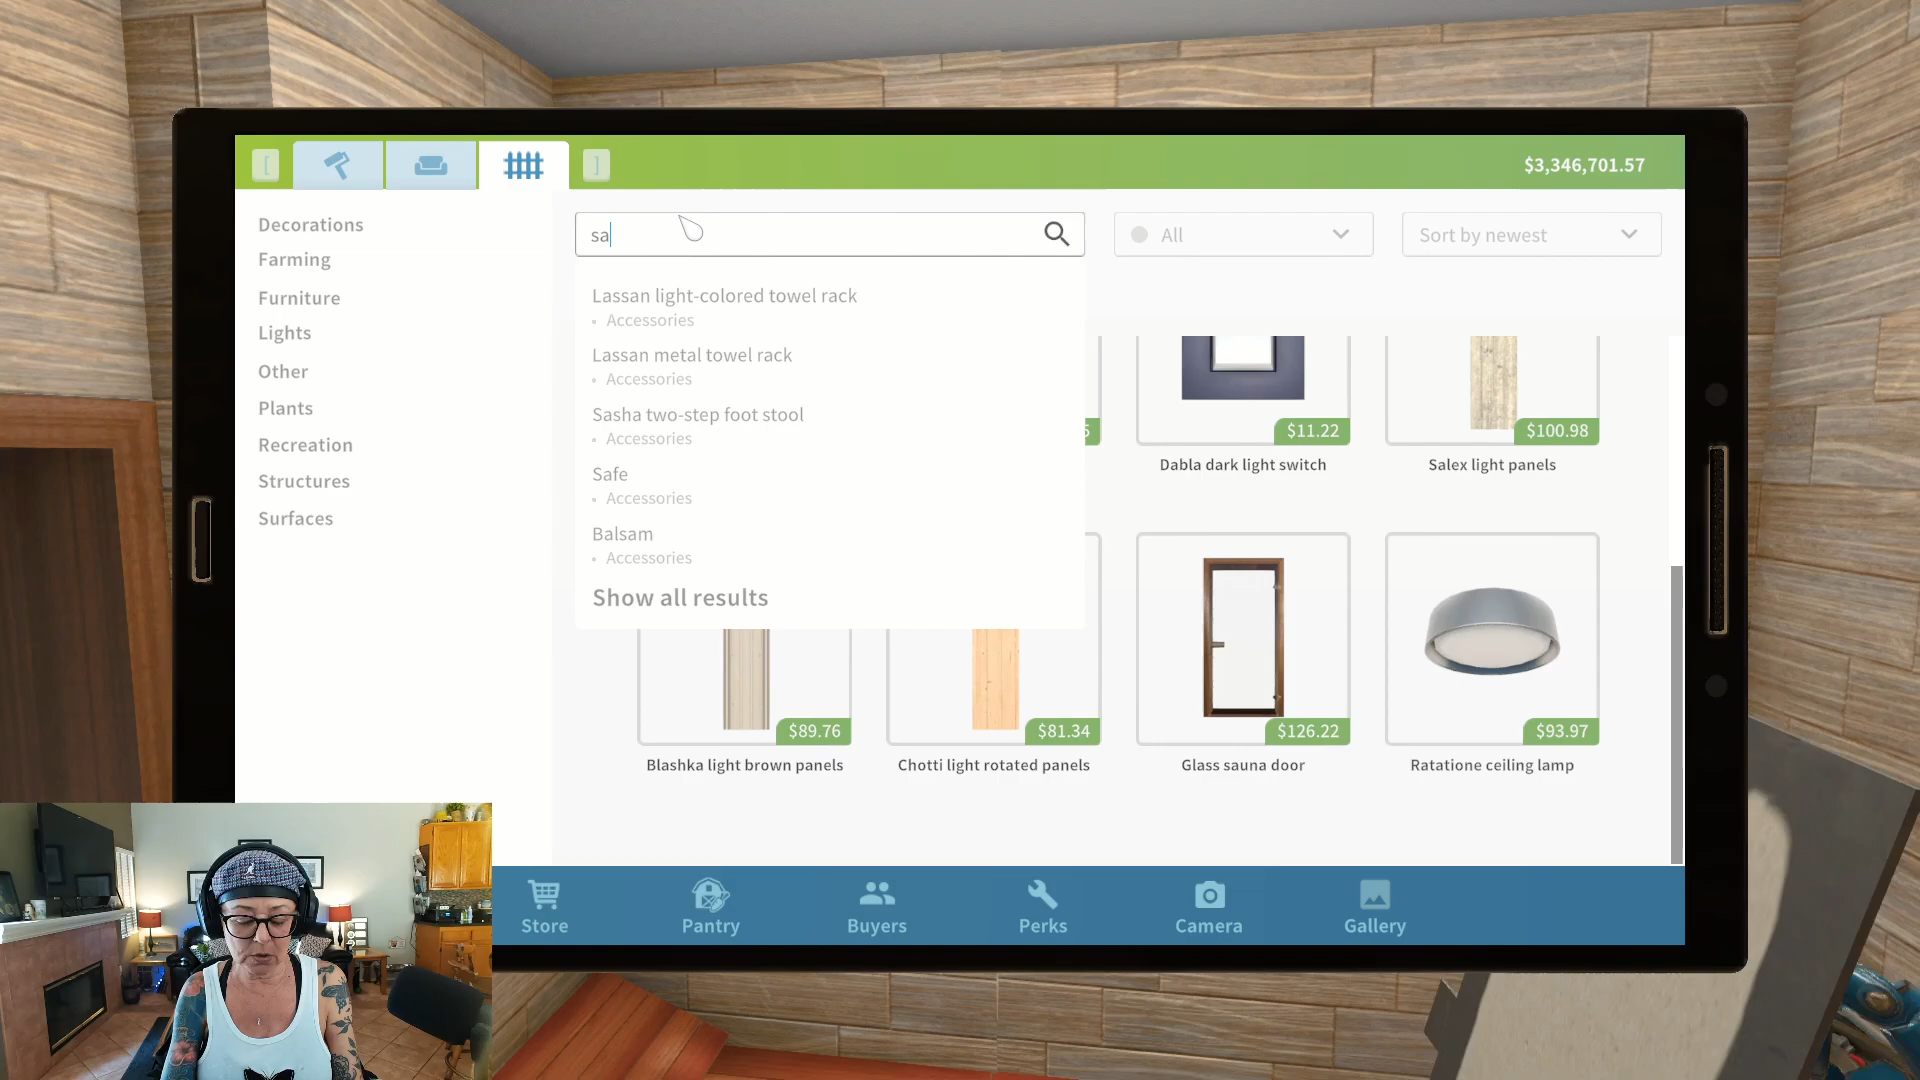 [
]
$3,346,701.57
Decorations
Farming
Furniture
Lights
Other
Plants
Recreation
Structures
Surfaces
sa
All
Sort by newest
Lassan light-colored towel rack
Accessories
Lassan metal towel rack
Accessories
Sasha two-step foot stool
Accessories
Safe
Accessories
Balsam
Accessories
Show all results
5
$11.22
$100.98
Dabla dark light switch
Salex light panels
$89.76
$81.34
$126.22
$93.97
Blashka light brown panels
Chotti light rotated panels
Glass sauna door
Ratatione ceiling lamp
Store
Pantry
Buyers
Perks
Camera
Gallery